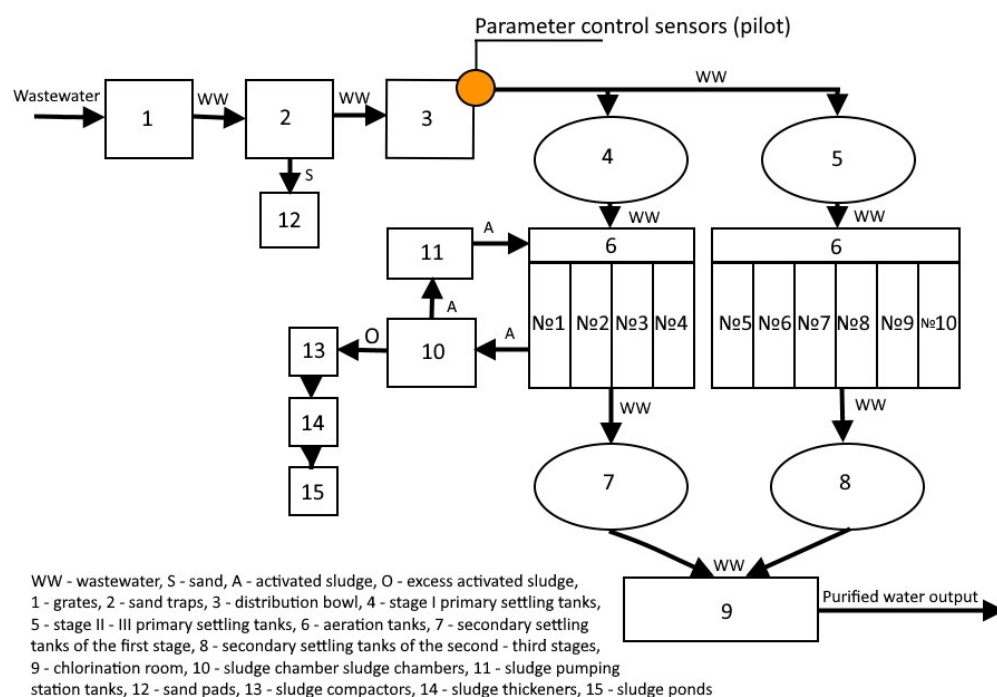 Parameter control sensors (pilot)
Wastewater
WW
WW
WW
1
2
3
S
12
4
5
WW
WW
A
11
6
6
A
№1
№2
№3
№4
№5
№6
№7
№8
№9
№10
O
A
13
10
14
WW
WW
15
7
8
WW
9
Purified water output
WW - wastewater, S - sand, A - activated sludge, O - excess activated sludge,
1 - grates, 2 - sand traps, 3 - distribution bowl, 4 - stage I primary settling tanks,
5 - stage II - III primary settling tanks, 6 - aeration tanks, 7 - secondary settling
tanks of the first stage, 8 - secondary settling tanks of the second - third stages,
9 - chlorination room, 10 - sludge chamber sludge chambers, 11 - sludge pumping
station tanks, 12 - sand pads, 13 - sludge compactors, 14 - sludge thickeners, 15 - sludge ponds